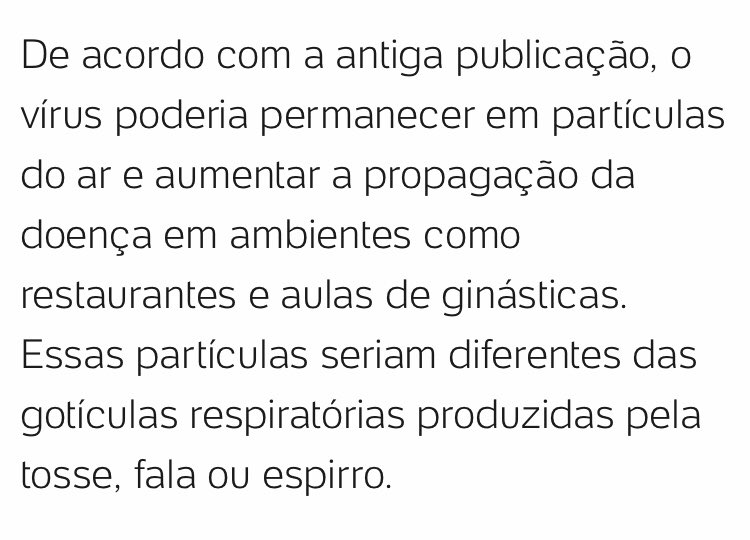 De acordo com a antiga publicação, o
vírus poderia permanecer em partículas
do ar e aumentar a propagação da
doença em ambientes como
restaurantes e aulas de ginásticas.
Essas partículas seriam diferentes das
gotículas respiratórias produzidas pela
tosse, fala ou espirro.